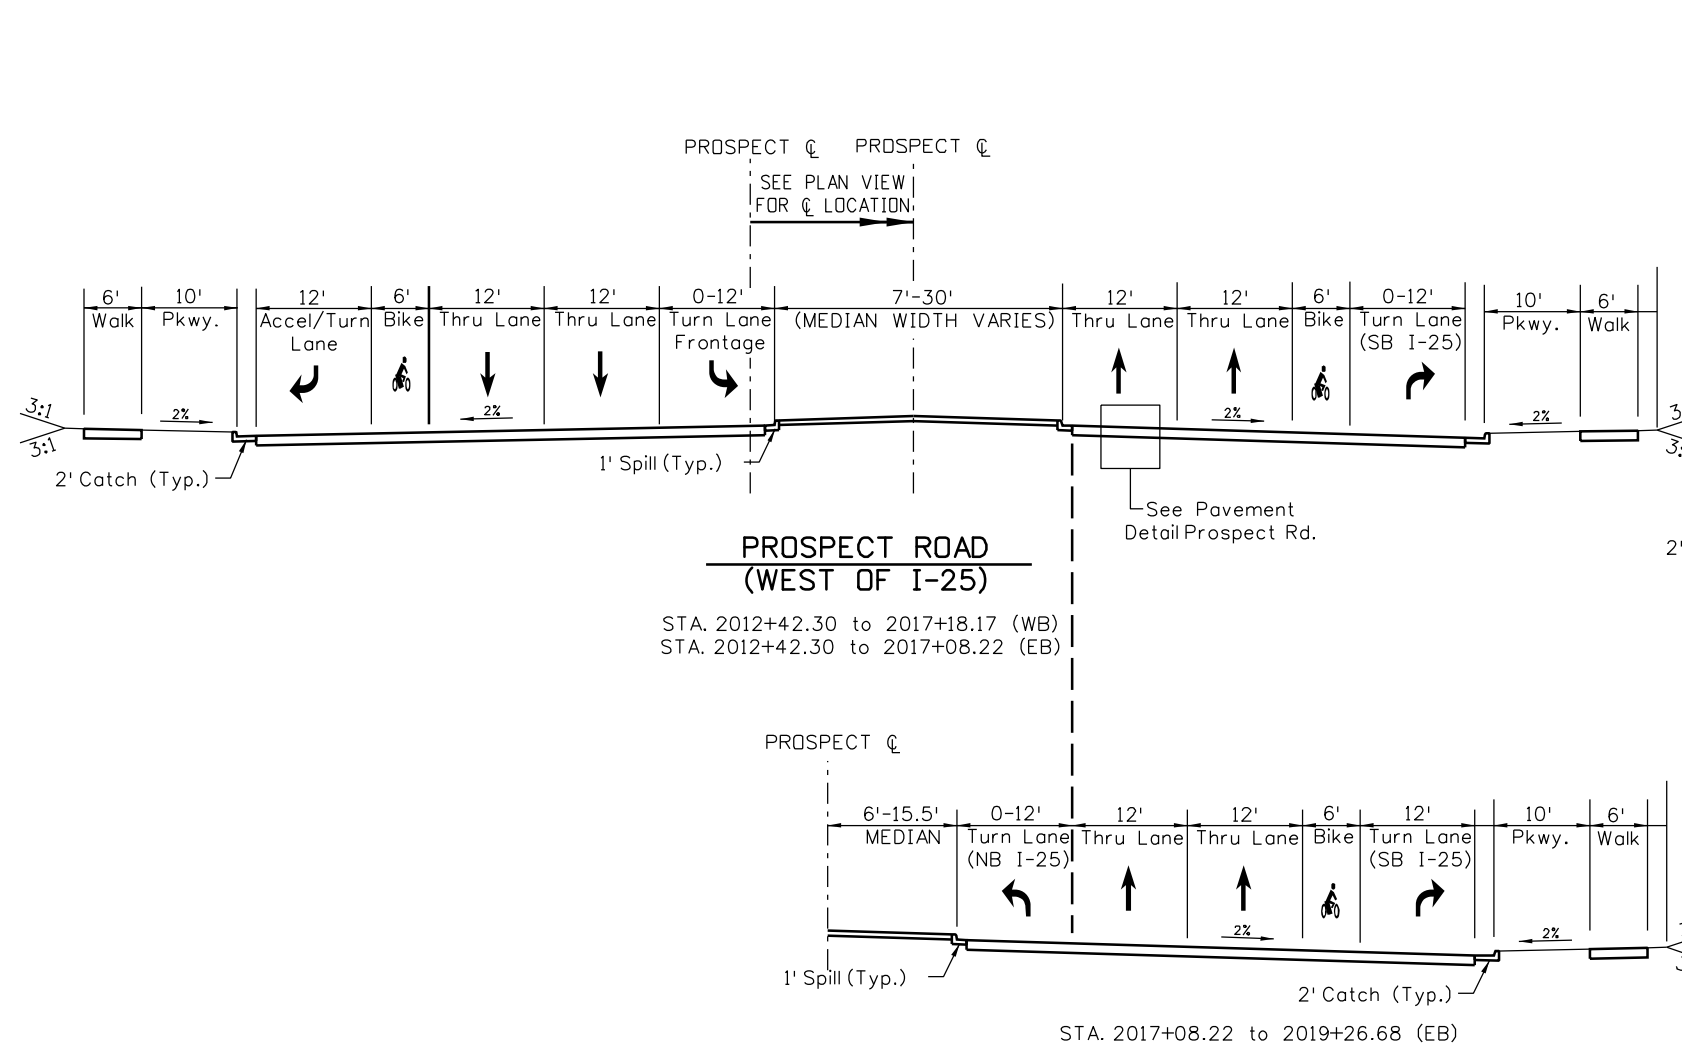 PROSPECT ℄ PROSPECT ℄
SEE PLAN VIEW
FOR ℄ LOCATION
6' 10' 12' 6' 12' 12' 0-12' 7'-30' 12' 12' 6' 0-12' 10' 6'
Walk Pkwy. Accel/Turn Bike Thru Lane Thru Lane Turn Lane (MEDIAN WIDTH VARIES) Thru Lane Thru Lane Bike Turn Lane Pkwy. Walk
Lane Frontage (SB I-25)
3:1 2% 2% 2% 2% 3
3:1 3:
2' Catch (Typ.) 1' Spill (Typ.)
See Pavement
Detail Prospect Rd.
2'
PROSPECT ROAD
(WEST OF I-25)
STA. 2012+42.30 to 2017+18.17 (WB)
STA. 2012+42.30 to 2017+08.22 (EB)
PROSPECT ℄
6'-15.5' 0-12' 12' 12' 6' 12' 10' 6'
MEDIAN Turn Lane Thru Lane Thru Lane Bike Turn Lane Pkwy. Walk
(NB I-25) (SB I-25)
2% 2%
1' Spill (Typ.)
2' Catch (Typ.)
STA. 2017+08.22 to 2019+26.68 (EB)